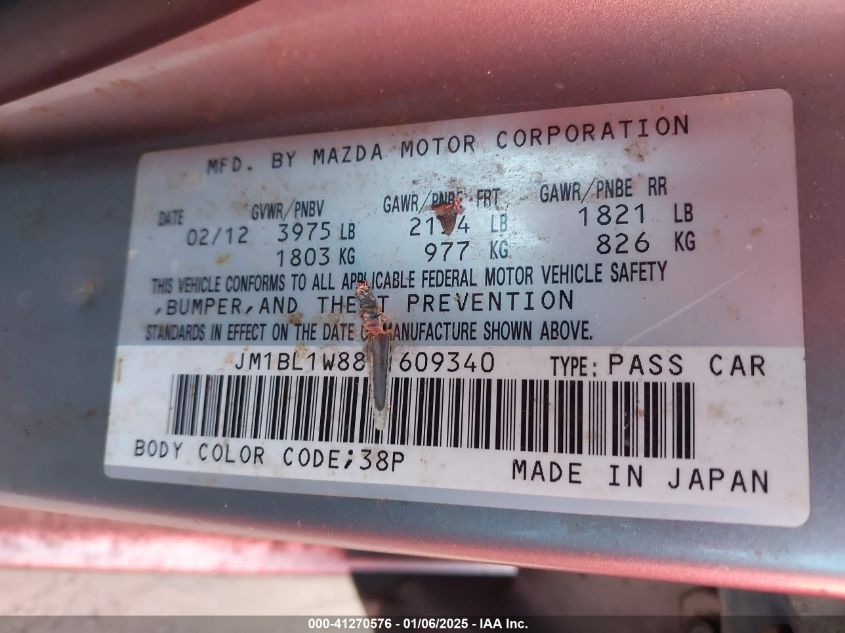 MFD. BY MAZDA MOTOR CORPORATION
DATE GVWR/PNBV GAWR/PNBE FRT GAWR/PNBE RR
02/12 3975 LB LB 1821 LB
1803 KG 977 KG 826 KG
THIS VEHICLE CONFORMS TO ALL APPLICABLE FEDERAL MOTOR VEHICLE SAFETY
,BUMPER,AND THEFT PREVENTION
STANDARDS IN EFFECT ON THE DATE OF MANUFACTURE SHOWN ABOVE.
TYPE: PASS CAR
BODY COLOR CODE;38P
MADE IN JAPAN
000-41270576 - 01/06/2025 - IAA Inc.